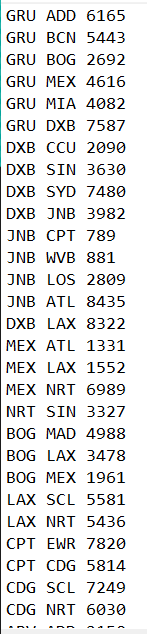 GRU ADD 6165
GRU BCN 5443
GRU BOG 2692
GRU MEX 4616
GRU MIA 4082
GRU DXB 7587
DXB CCU 2090
DXB SIN 3630
DXB SYD 7480
DXB JNB 3982
JNB CPT 789
JNB WVB 881
JNB LOS 2809
JNB ATL 8435
DXB LAX 8322
MEX ATL 1331
MEX LAX 1552
MEX NRT 6989
NRT SIN 3327
BOG MAD 4988
BOG LAX 3478
BOG MEX 1961
LAX SCL 5581
LAX NRT 5436
CPT EWR 7820
CPT CDG 5814
CDG SCL 7249
CDG NRT 6030